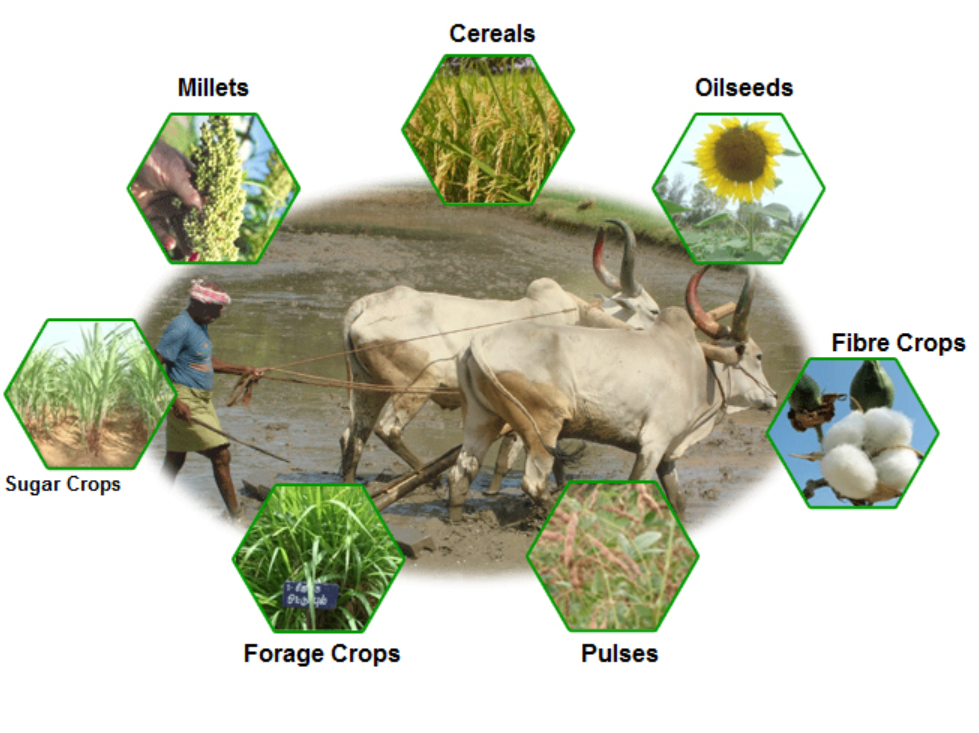 Cereals
Millets
Oilseeds
Fibre Crops
Sugar Crops
Forage Crops
Pulses